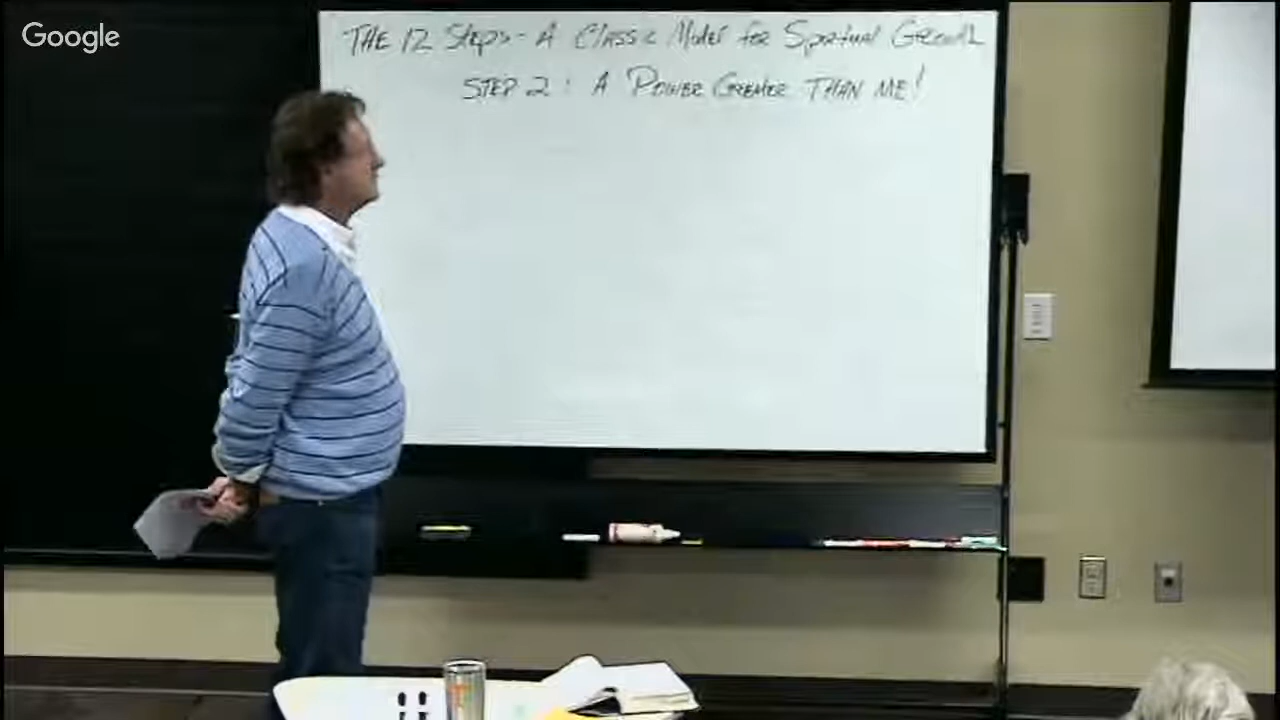 Google
THE 12 Steps - A Classic Model for Spiritual Growth
STEP 2: A POWER GREATER THAN ME!